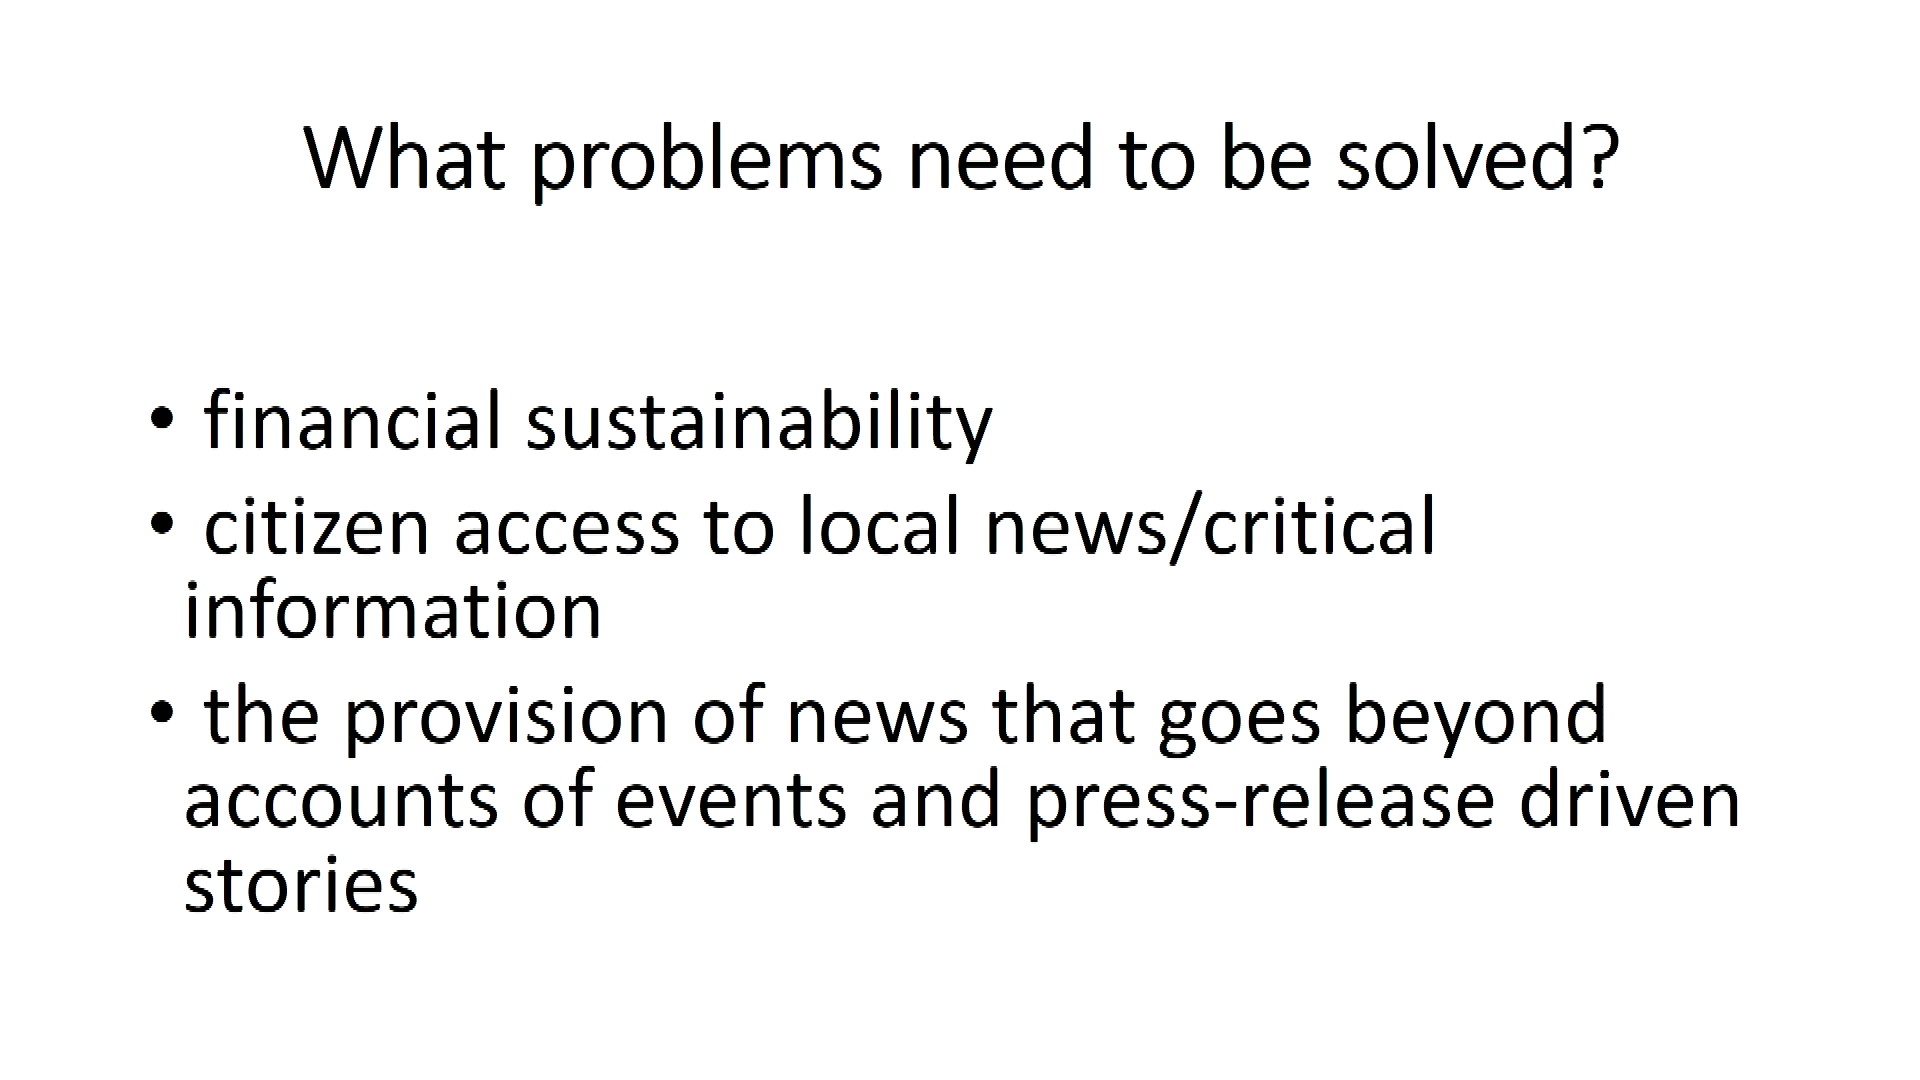 What problems need to be solved?
• financial sustainability
• citizen access to local news/critical
information
• the provision of news that goes beyond
accounts of events and press-release driven
stories